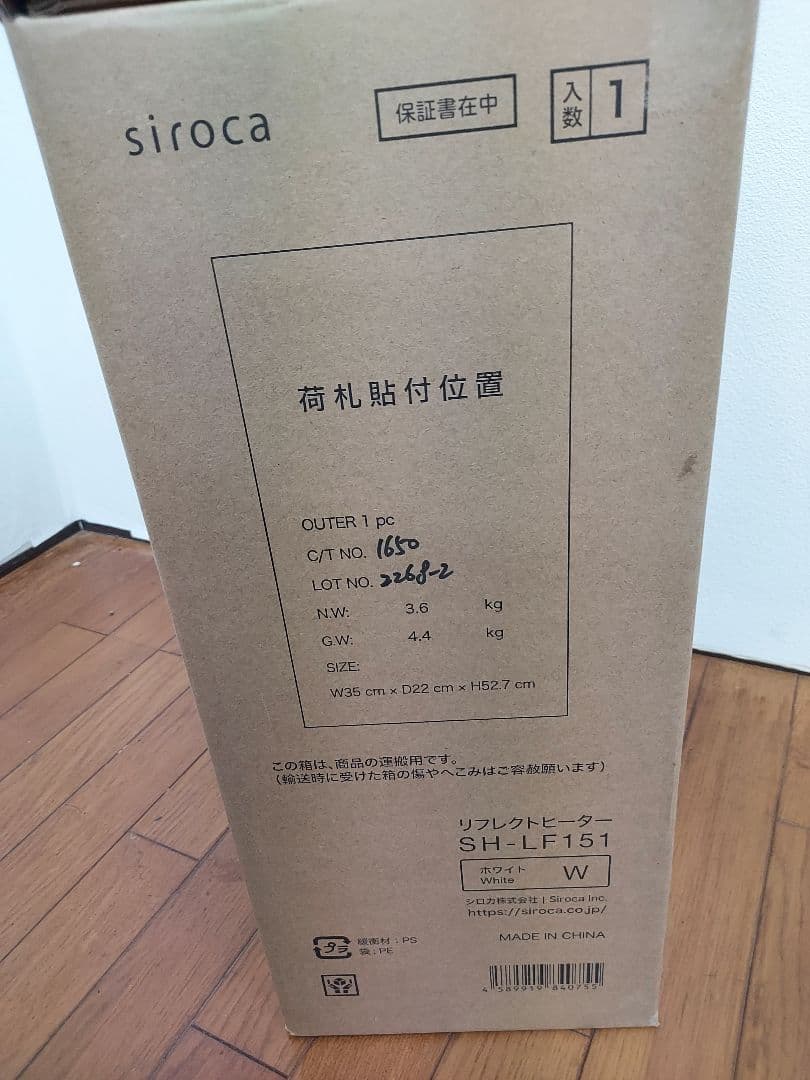 siroca
保証書在中
入数 1
荷札貼付位置
OUTER 1 pc
C/T NO. 1650
LOT NO. 2268-2
N.W: 3.6 kg
G.W: 4.4 kg
SIZE:
W35 cm × D22 cm × H52.7 cm
この箱は、商品の運搬用です。
（輸送時に受けた箱の傷やへこみはご容赦願います）
リフレクトヒーター
SH-LF151
ホワイト
White W
シロカ株式会社 | Siroca Inc.
https://siroca.co.jp/
MADE IN CHINA
プラ
緩衝材：PS
袋：PE
4 589919 840755